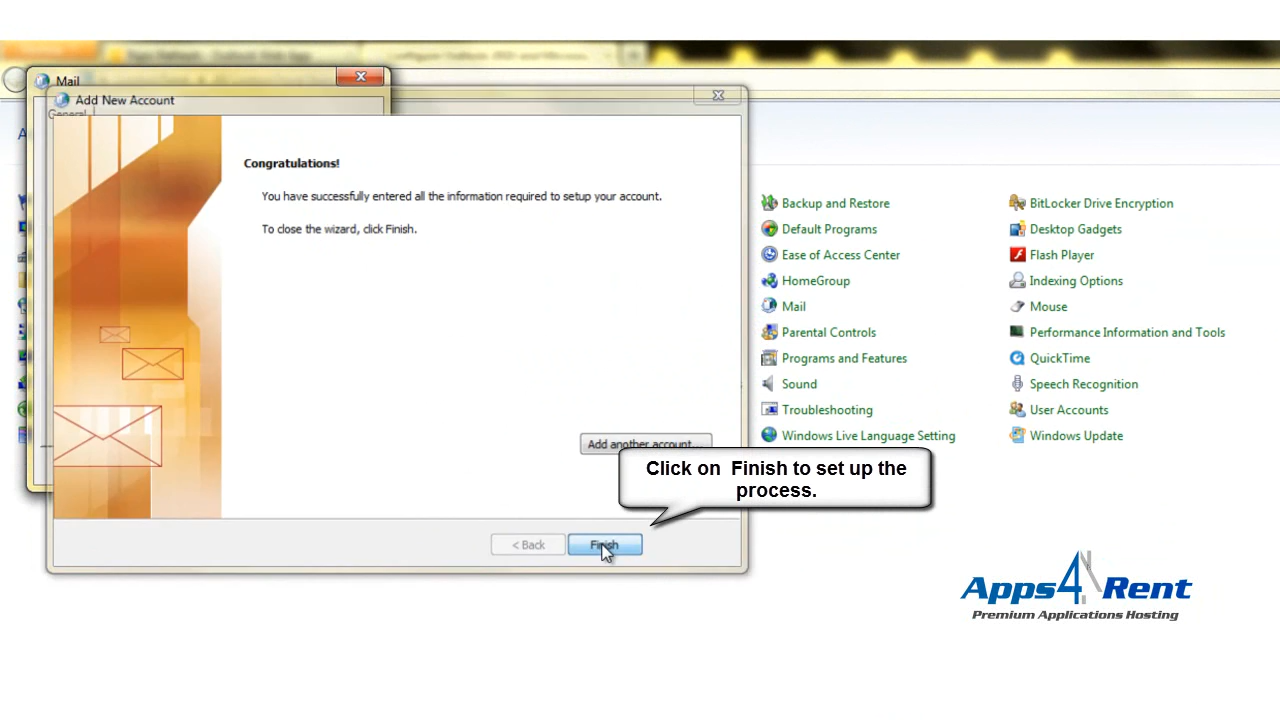 Mail
Add New Account
General
Congratulations!
You have successfully entered all the information required to setup your account.
To close the wizard, click Finish.
Add another account...
Click on Finish to set up the
process.
< Back
Finish
Backup and Restore
Default Programs
Ease of Access Center
HomeGroup
Mail
Parental Controls
Programs and Features
Sound
Troubleshooting
Windows Live Language Setting
BitLocker Drive Encryption
Desktop Gadgets
Flash Player
Indexing Options
Mouse
Performance Information and Tools
QuickTime
Speech Recognition
User Accounts
Windows Update
Apps4Rent
Premium Applications Hosting